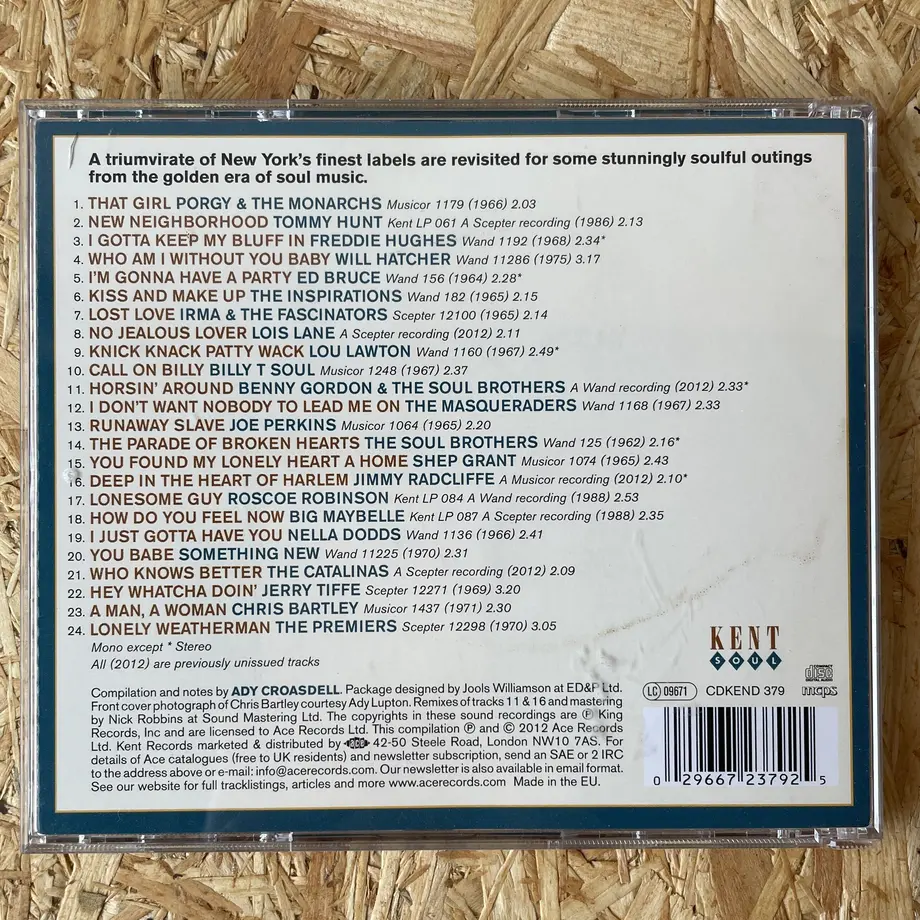 A triumvirate of New York's finest labels are revisited for some stunningly soulful outings
from the golden era of soul music.
1. THAT GIRL PORGY & THE MONARCHS Musicor 1179 (1966) 2.03
2. NEW NEIGHBORHOOD TOMMY HUNT Kent LP 061 A Scepter recording (1986) 2.13
3. I GOTTA KEEP MY BLUFF IN FREDDIE HUGHES Wand 1192 (1968) 2.34*
4. WHO AM I WITHOUT YOU BABY WILL HATCHER Wand 11286 (1975) 3.17
5. I'M GONNA HAVE A PARTY ED BRUCE Wand 156 (1964) 2.28*
6. KISS AND MAKE UP THE INSPIRATIONS Wand 182 (1965) 2.15
7. LOST LOVE IRMA & THE FASCINATORS Scepter 12100 (1965) 2.14
8. NO JEALOUS LOVER LOIS LANE A Scepter recording (2012) 2.11
9. KNICK KNACK PATTY WACK LOU LAWTON Wand 1160 (1967) 2.49*
10. CALL ON BILLY BILLY T SOUL Musicor 1248 (1967) 2.37
11. HORSIN' AROUND BENNY GORDON & THE SOUL BROTHERS A Wand recording (2012) 2.33*
12. I DON'T WANT NOBODY TO LEAD ME ON THE MASQUERADERS Wand 1168 (1967) 2.33
13. RUNAWAY SLAVE JOE PERKINS Musicor 1064 (1965) 2.20
14. THE PARADE OF BROKEN HEARTS THE SOUL BROTHERS Wand 125 (1962) 2.16*
15. YOU FOUND MY LONELY HEART A HOME SHEP GRANT Musicor 1074 (1965) 2.43
16. DEEP IN THE HEART OF HARLEM JIMMY RADCLIFFE A Musicor recording (2012) 2.10*
17. LONESOME GUY ROSCOE ROBINSON Kent LP 084 A Wand recording (1988) 2.53
18. HOW DO YOU FEEL NOW BIG MAYBELLE Kent LP 087 A Scepter recording (1988) 2.35
19. I JUST GOTTA HAVE YOU NELLA DODDS Wand 1136 (1966) 2.41
20. YOU BABE SOMETHING NEW Wand 11225 (1970) 2.31
21. WHO KNOWS BETTER THE CATALINAS A Scepter recording (2012) 2.09
22. HEY WHATCHA DOIN' JERRY TIFFE Scepter 12271 (1969) 3.20
23. A MAN, A WOMAN CHRIS BARTLEY Musicor 1437 (1971) 2.30
24. LONELY WEATHERMAN THE PREMIERS Scepter 12298 (1970) 3.05
Mono except * Stereo
All (2012) are previously unissued tracks
Compilation and notes by ADY CROASDELL. Package designed by Jools Williamson at ED&P Ltd.
Front cover photograph of Chris Bartley courtesy Ady Lupton. Remixes of tracks 11 & 16 and mastering
by Nick Robbins at Sound Mastering Ltd. The copyrights in these sound recordings are ℗ King
Records, Inc and are licensed to Ace Records Ltd. This compilation ℗ and © 2012 Ace Records
Ltd. Kent Records marketed & distributed by ACE 42-50 Steele Road, London NW10 7AS. For
details of Ace catalogues (free to UK residents) and newsletter subscription, send an SAE or 2 IRC
to the address above or e-mail: info@acerecords.com. Our newsletter is also available in email format.
See our website for full tracklistings, articles and more www.acerecords.com Made in the EU.
KENT
SOUL
LC 09671 CDKEND 379
COMPACT
disc
DIGITAL AUDIO
mcps
0 29667 23792 5